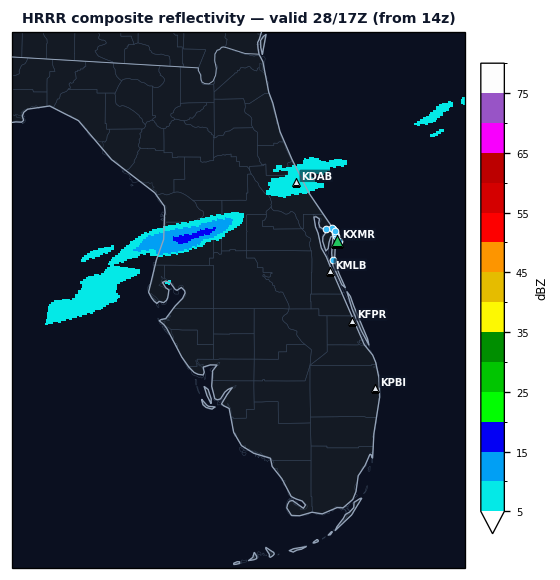 HRRR composite reflectivity — valid 28/17Z (from 14z)
KDAB
KXMR
KMLB
KFPR
KPBI
75
65
55
45
35
25
15
5
dBZ